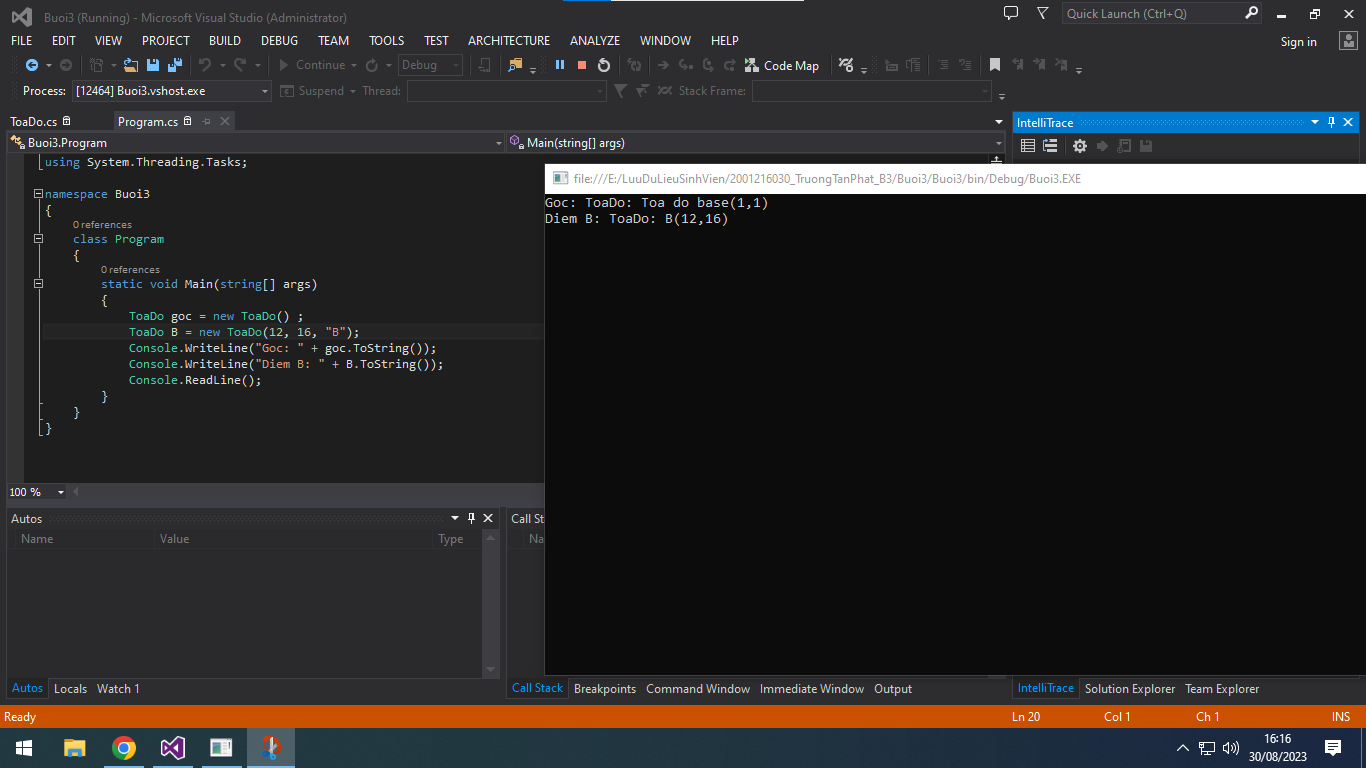 Buoi3 (Running) - Microsoft Visual Studio (Administrator)
Quick Launch (Ctrl+Q)
FILE EDIT VIEW PROJECT BUILD DEBUG TEAM TOOLS TEST ARCHITECTURE ANALYZE WINDOW HELP
Sign in
Continue Debug Code Map
Process: [12464] Buoi3.vshost.exe Suspend Thread: Stack Frame:
ToaDo.cs Program.cs
IntelliTrace
Buoi3.Program Main(string[] args)
using System.Threading.Tasks;
file:///E:/LuuDuLieuSinhVien/2001216030_TruongTanPhat_B3/Buoi3/Buoi3/bin/Debug/Buoi3.EXE
namespace Buoi3
{
0 references
class Program
{
0 references
static void Main(string[] args)
{
ToaDo goc = new ToaDo() ;
ToaDo B = new ToaDo(12, 16, "B");
Console.WriteLine("Goc: " + goc.ToString());
Console.WriteLine("Diem B: " + B.ToString());
Console.ReadLine();
}
}
}
Goc: ToaDo: Toa do base(1,1)
Diem B: ToaDo: B(12,16)
100 %
Autos
Name Value Type
Call St
Na
Autos Locals Watch 1
Call Stack Breakpoints Command Window Immediate Window Output
IntelliTrace Solution Explorer Team Explorer
Ready Ln 20 Col 1 Ch 1 INS
16:16
30/08/2023